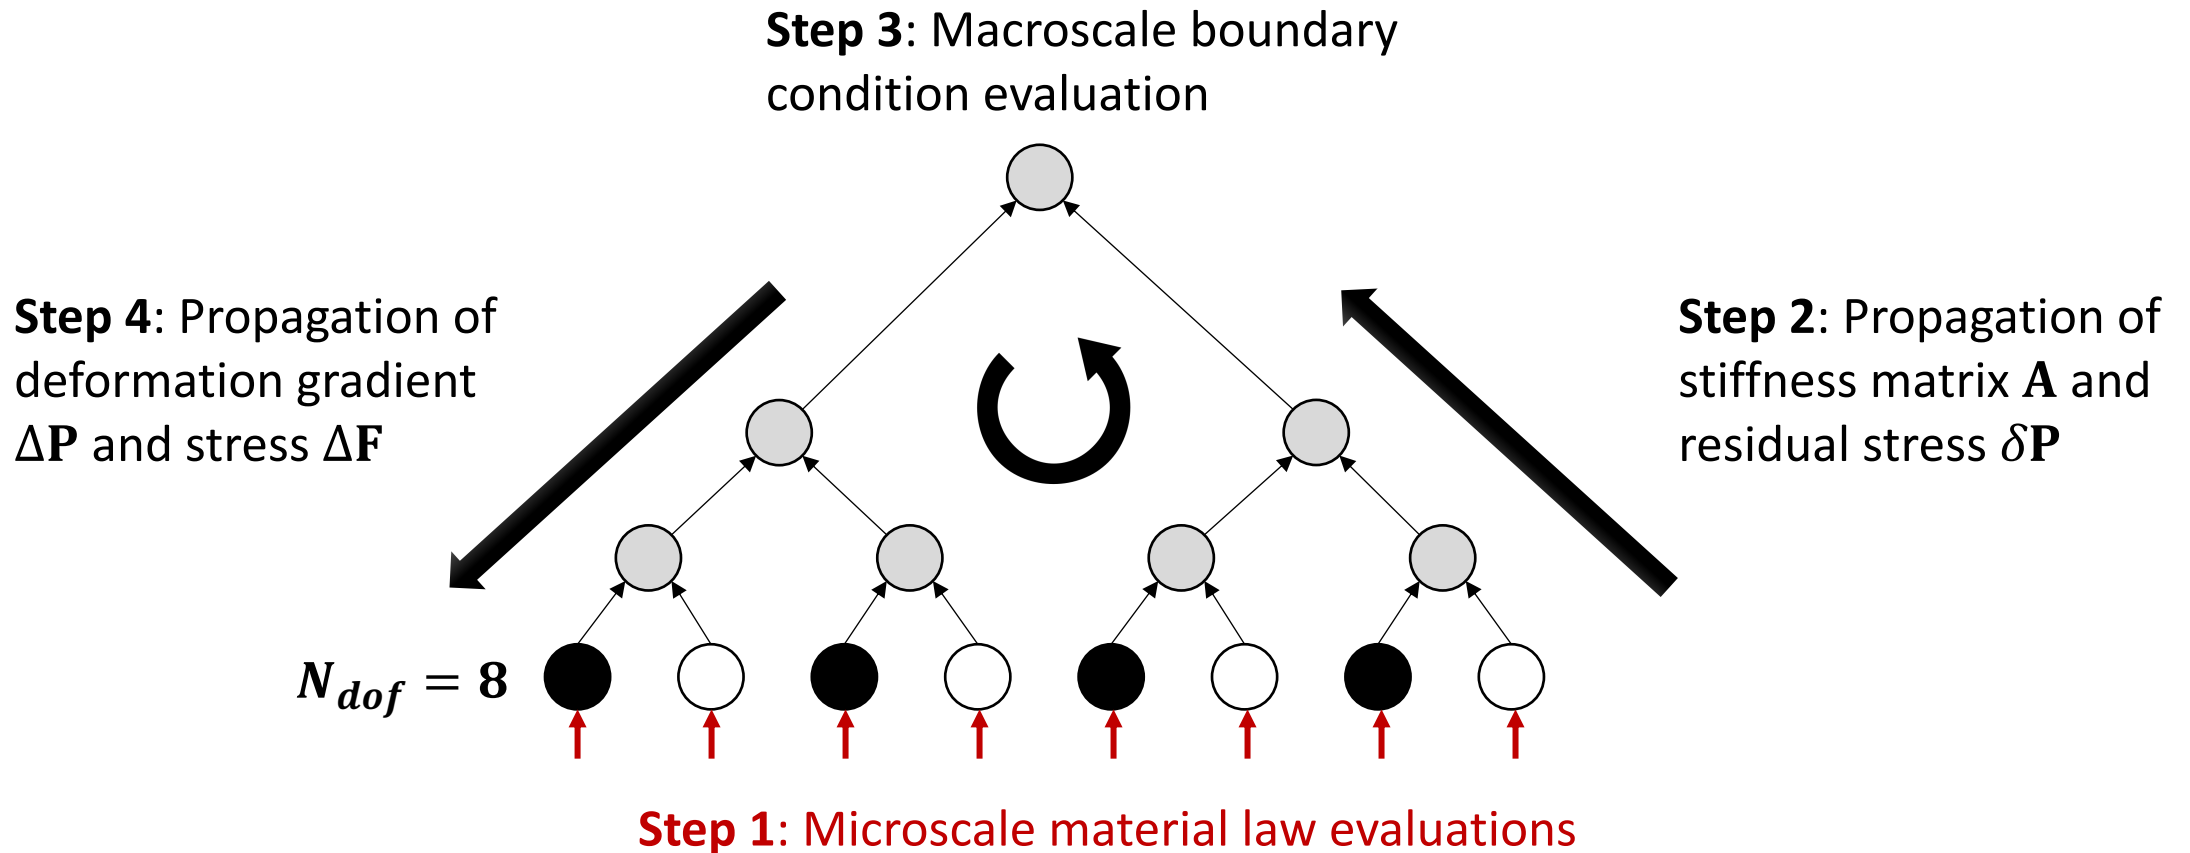 Step 3: Macroscale boundary
condition evaluation
Step 4: Propagation of
deformation gradient
ΔP and stress ΔF
Step 2: Propagation of
stiffness matrix A and
residual stress δP
N_dof = 8
Step 1: Microscale material law evaluations